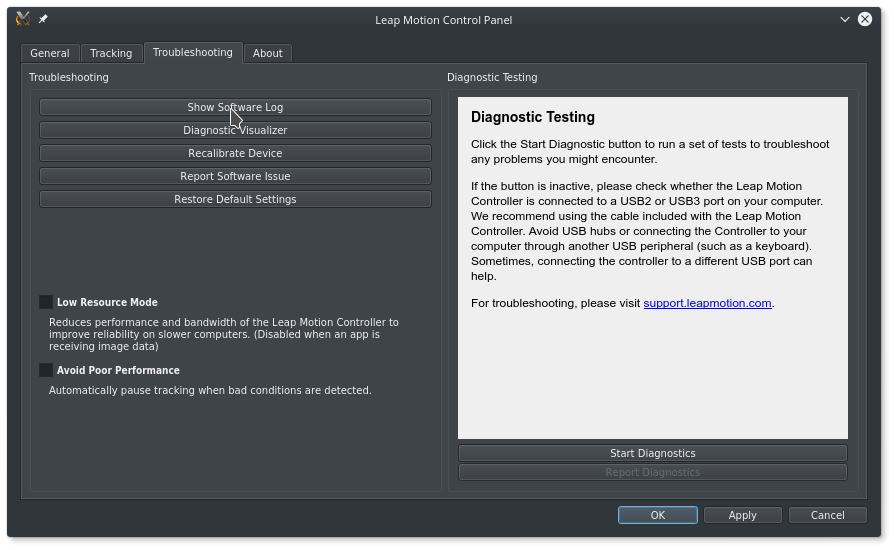 Leap Motion Control Panel
General
Tracking
Troubleshooting
About
Troubleshooting
Show Software Log
Diagnostic Visualizer
Recalibrate Device
Report Software Issue
Restore Default Settings
Low Resource Mode
Reduces performance and bandwidth of the Leap Motion Controller to
improve reliability on slower computers. (Disabled when an app is
receiving image data)
Avoid Poor Performance
Automatically pause tracking when bad conditions are detected.
Diagnostic Testing
Diagnostic Testing
Click the Start Diagnostic button to run a set of tests to troubleshoot
any problems you might encounter.
If the button is inactive, please check whether the Leap Motion
Controller is connected to a USB2 or USB3 port on your computer.
We recommend using the cable included with the Leap Motion
Controller. Avoid USB hubs or connecting the Controller to your
computer through another USB peripheral (such as a keyboard).
Sometimes, connecting the controller to a different USB port can
help.
For troubleshooting, please visit support.leapmotion.com.
Start Diagnostics
Report Diagnostics
OK
Apply
Cancel